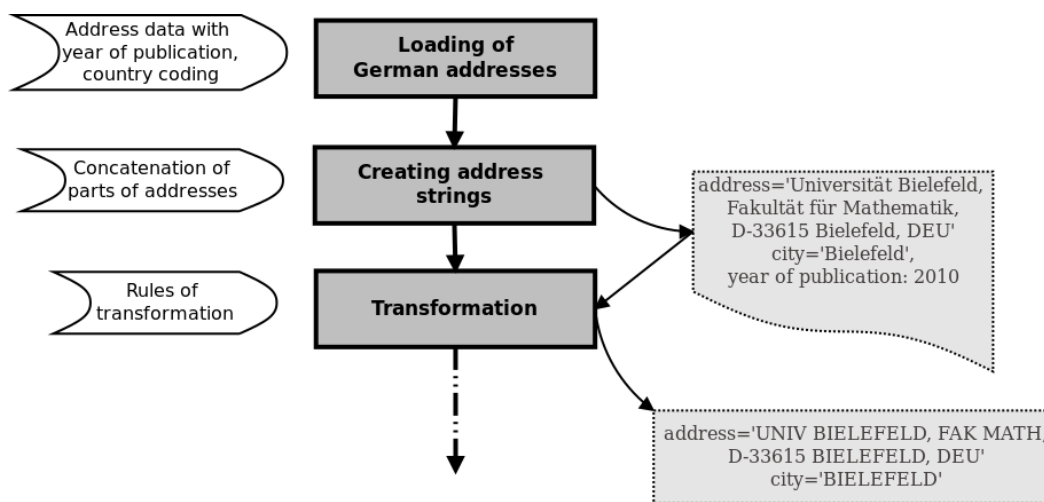 Address data with
year of publication,
country coding
Loading of
German addresses
Concatenation of
parts of addresses
Creating address
strings
address='Universität Bielefeld,
Fakultät für Mathematik,
D-33615 Bielefeld, DEU'
city='Bielefeld',
year of publication: 2010
Rules of
transformation
Transformation
address='UNIV BIELEFELD, FAK MATH,
D-33615 BIELEFELD, DEU'
city='BIELEFELD'